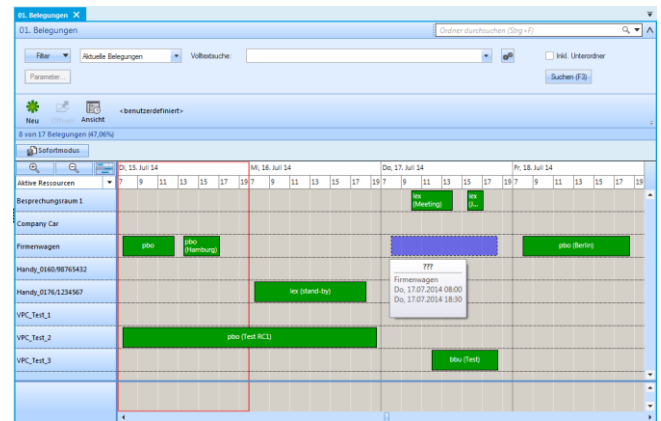 01. Belegungen X
01. Belegungen
Ordner durchsuchen (Strg+F)
Filter
Aktuelle Belegungen
Volltextsuche:
Inkl. Unterordner
Parameter...
Suchen (F3)
Neu
Öffnen
Ansicht
<benutzerdefiniert>
8 von 17 Belegungen (47,06%)
Sofortmodus
Di, 15. Juli 14
Mi, 16. Juli 14
Do, 17. Juli 14
Fr, 18. Juli 14
Aktive Ressourcen
7 9 11 13 15 17 19 7 9 11 13 15 17 19 7 9 11 13 15 17 19 7 9 11 13 15 17 19
Besprechungsraum 1
lex
(Meeting)
lex
(J...
Company Car
Firmenwagen
pbo
pbo
(Hamburg)
pbo (Berlin)
???
Firmenwagen
Do, 17.07.2014 08:00
Do, 17.07.2014 18:30
Handy_0160/98765432
Handy_0176/1234567
lex (stand-by)
VPC_Test_1
VPC_Test_2
pbo (Test RC1)
VPC_Test_3
bbu (Test)